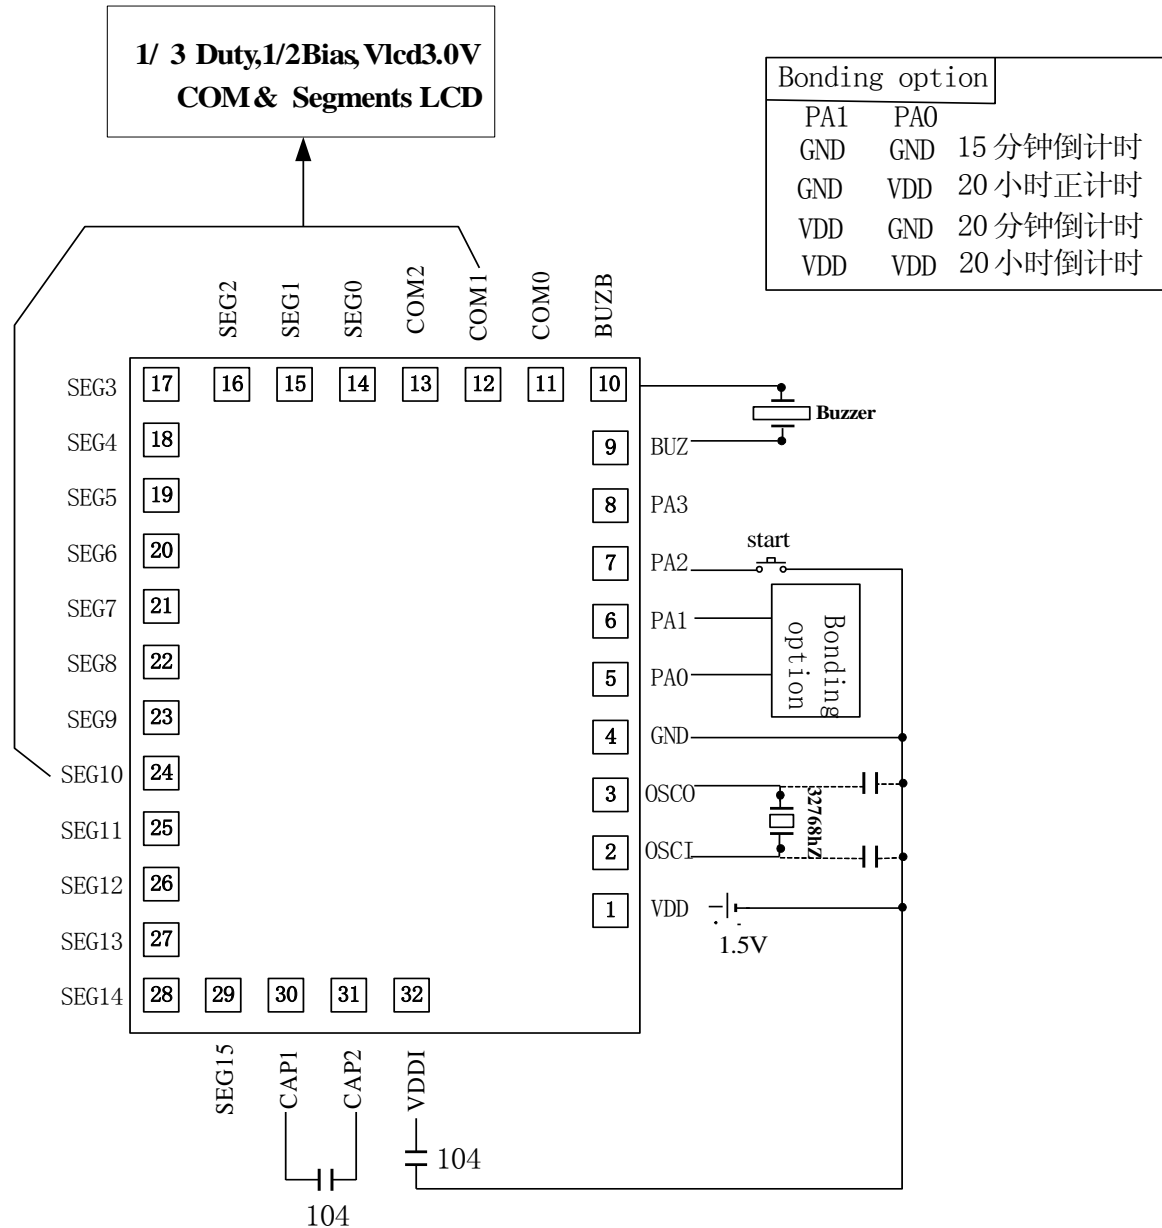 1/ 3 Duty,1/2Bias,Vlcd3.0V
COM & Segments LCD
Bonding option
PA1 PA0
GND GND 15分钟倒计时
GND VDD 20小时正计时
VDD GND 20分钟倒计时
VDD VDD 20小时倒计时
SEG2 SEG1 SEG0 COM2 COM1 COM0 BUZB
SEG3 17 16 15 14 13 12 11 10
Buzzer
SEG4 18 9 BUZ
SEG5 19 8 PA3
start
SEG6 20 7 PA2
SEG7 21 6 PA1
Bonding
option
SEG8 22 5 PA0
SEG9 23 4 GND
SEG10 24 3 OSCO
32768hZ
SEG11 25 2 OSCI
SEG12 26 1 VDD
1.5V
SEG13 27
SEG14 28 29 30 31 32
SEG15 CAP1 CAP2 VDDI
104
104